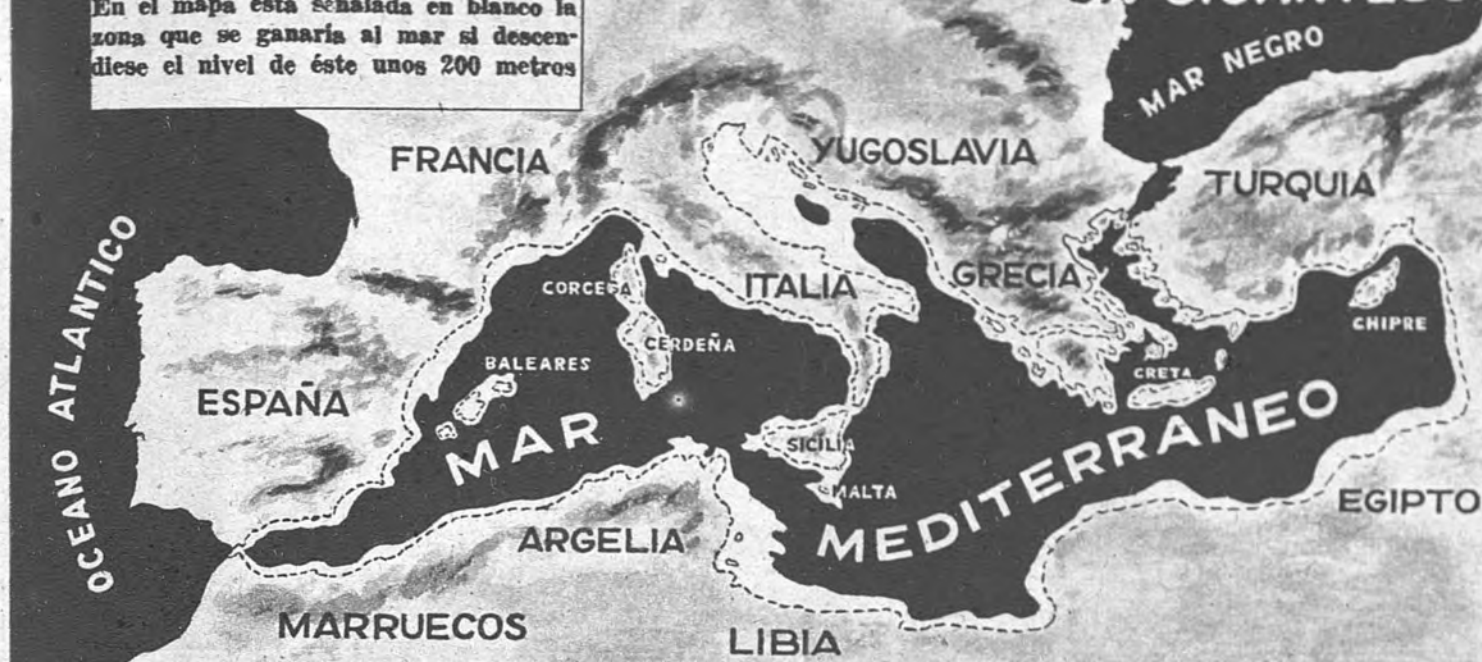 En el mapa está señalada en blanco la
zona que se ganaría al mar si descen-
diese el nivel de éste unos 200 metros
MAR NEGRO
FRANCIA
YUGOSLAVIA
TURQUIA
OCEANO ATLANTICO
CORCEGA
ITALIA
GRECIA
CERDEÑA
CHIPRE
BALEARES
CRETA
ESPAÑA
MAR
SICILIA
MEDITERRANEO
MALTA
EGIPTO
ARGELIA
MARRUECOS
LIBIA